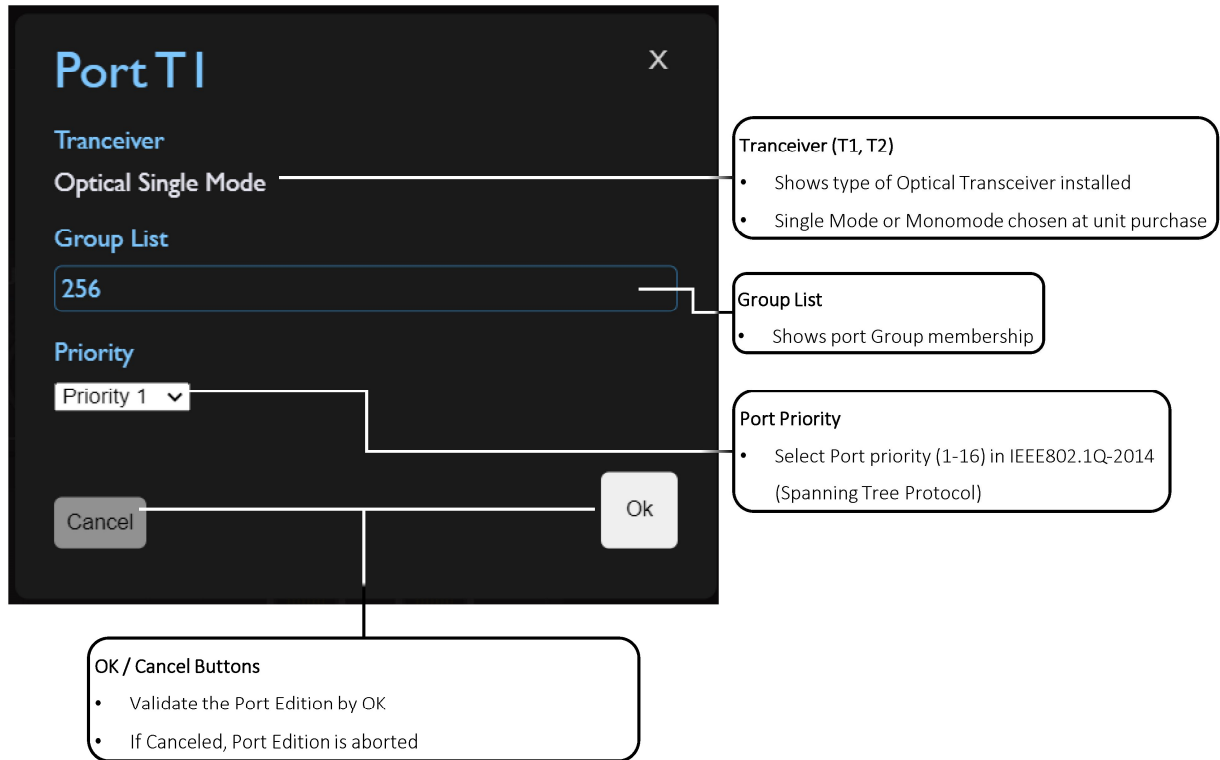 Port T1
X
Tranceiver
Optical Single Mode
Group List
256
Priority
Priority 1
Cancel
Ok
Tranceiver (T1, T2)
• Shows type of Optical Transceiver installed
• Single Mode or Monomode chosen at unit purchase
Group List
• Shows port Group membership
Port Priority
• Select Port priority (1-16) in IEEE802.1Q-2014
(Spanning Tree Protocol)
OK / Cancel Buttons
• Validate the Port Edition by OK
• If Canceled, Port Edition is aborted